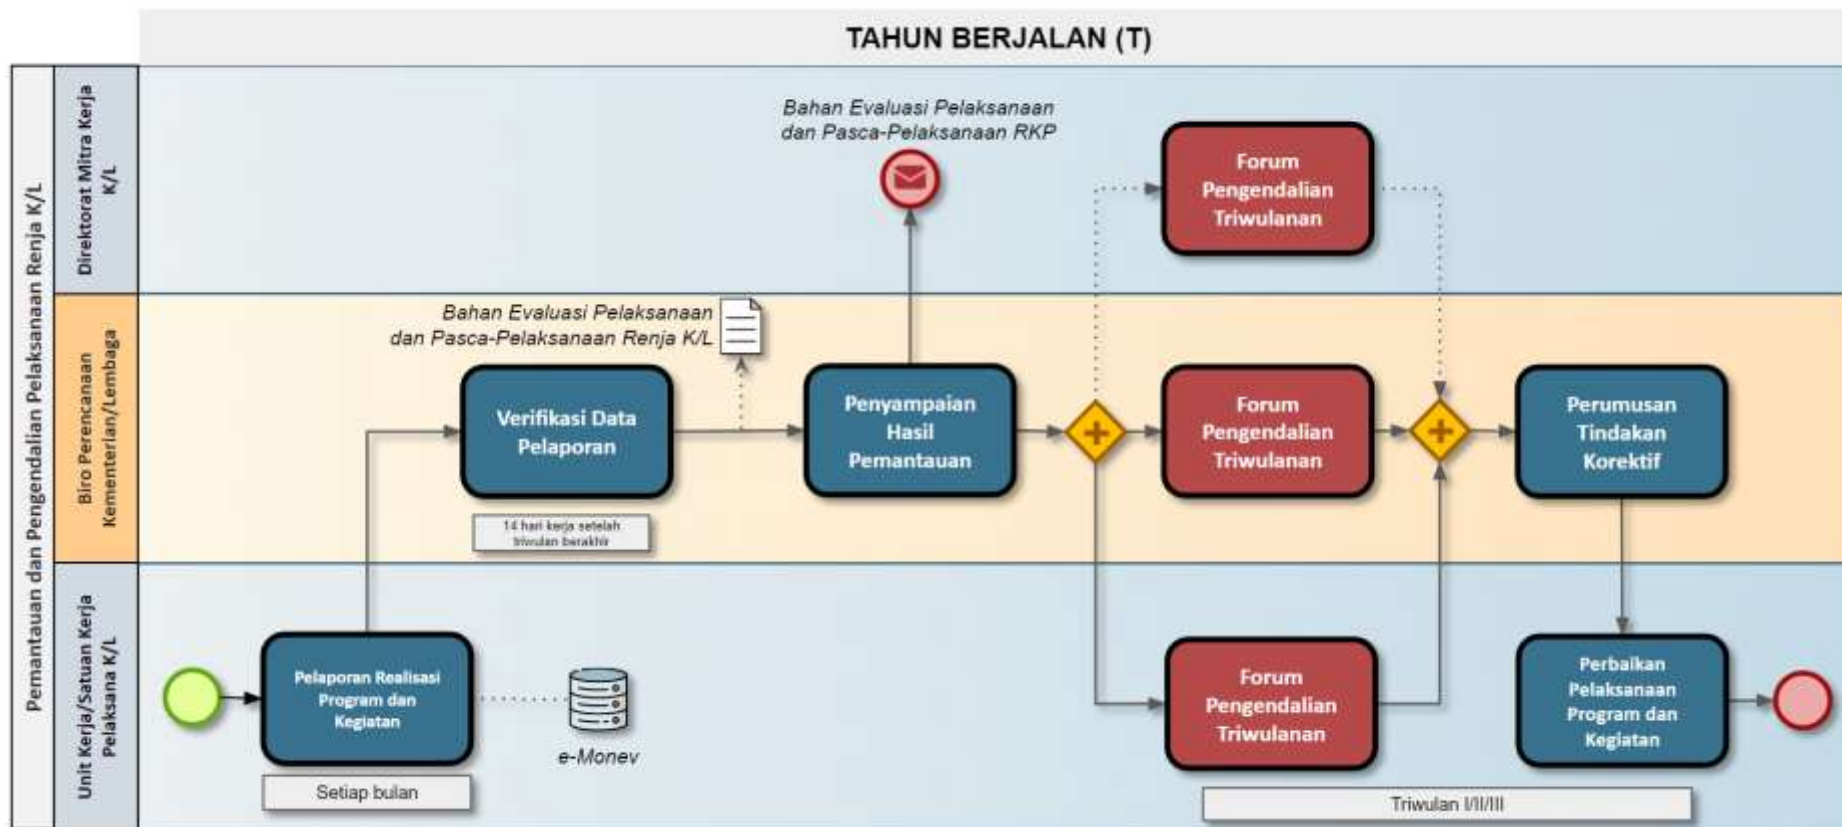 TAHUN BERJALAN (T)
Pemantauan dan Pengendalian Pelaksanaan Renja K/L
Direktorat Mitra Kerja
K/L
Bahan Evaluasi Pelaksanaan
dan Pasca-Pelaksanaan RKP
Forum
Pengendalian
Triwulanan
Biro Perencanaan
Kementerian/Lembaga
Bahan Evaluasi Pelaksanaan
dan Pasca-Pelaksanaan Renja K/L
Verifikasi Data
Pelaporan
14 hari kerja setelah
triwulan berakhir
Penyampaian
Hasil
Pemantauan
Forum
Pengendalian
Triwulanan
Perumusan
Tindakan
Korektif
Unit Kerja/Satuan Kerja
Pelaksana K/L
Pelaporan Realisasi
Program dan
Kegiatan
Setiap bulan
e-Monev
Forum
Pengendalian
Triwulanan
Perbaikan
Pelaksanaan
Program dan
Kegiatan
Triwulan I/II/III